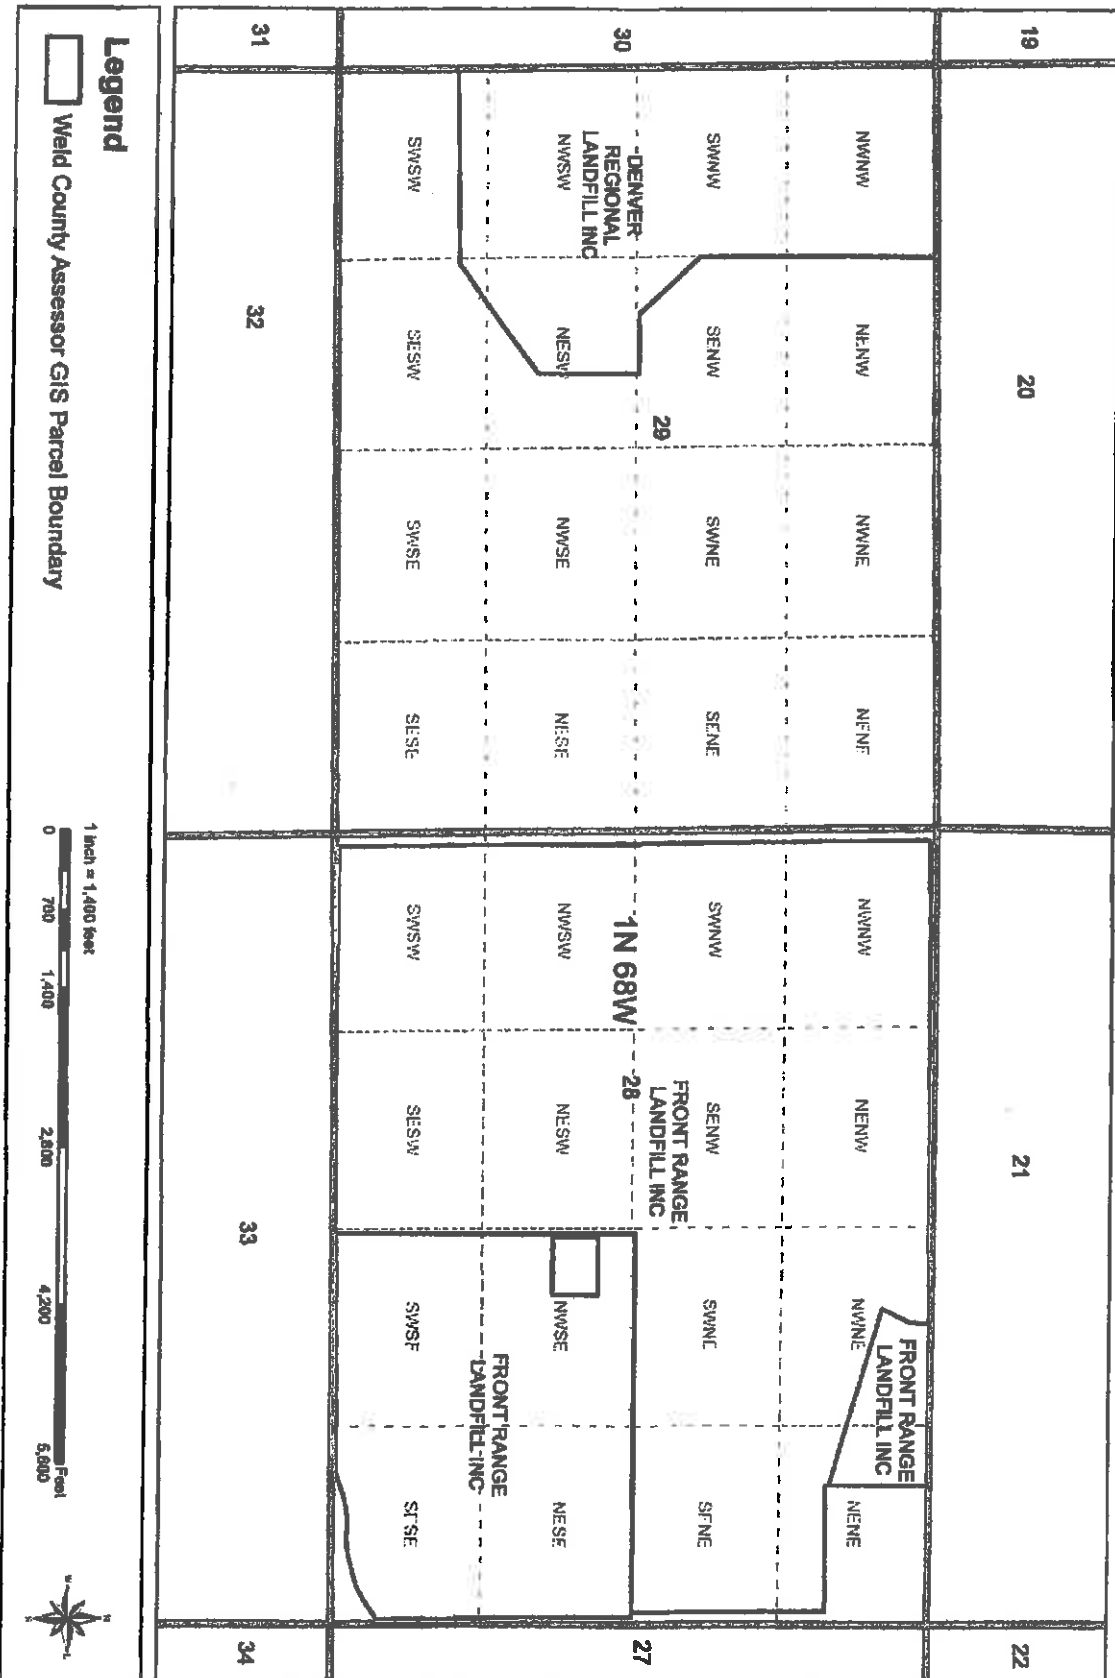 19 20 21 22
FRONT RANGE
LANDFILL INC
NWNW NENW NWNE NENE NWNW NENW NWNE NENE
SWNW SENW SWNE SENE SWNW SENW SWNE SENE
FRONT RANGE
LANDFILL INC
29
30
DENVER
REGIONAL
LANDFILL INC
1N 68W
28
27
NWSW NESW NWSE NESE NWSW NESW NWSE NESE
FRONT RANGE
LANDFILL INC
SWSW SESW SWSE SESE SWSW SESW SWSE SESE
31 32 33 34
Legend
Weld County Assessor GIS Parcel Boundary
1 inch = 1,400 feet
Feet
0 700 1,400 2,800 4,200 5,600